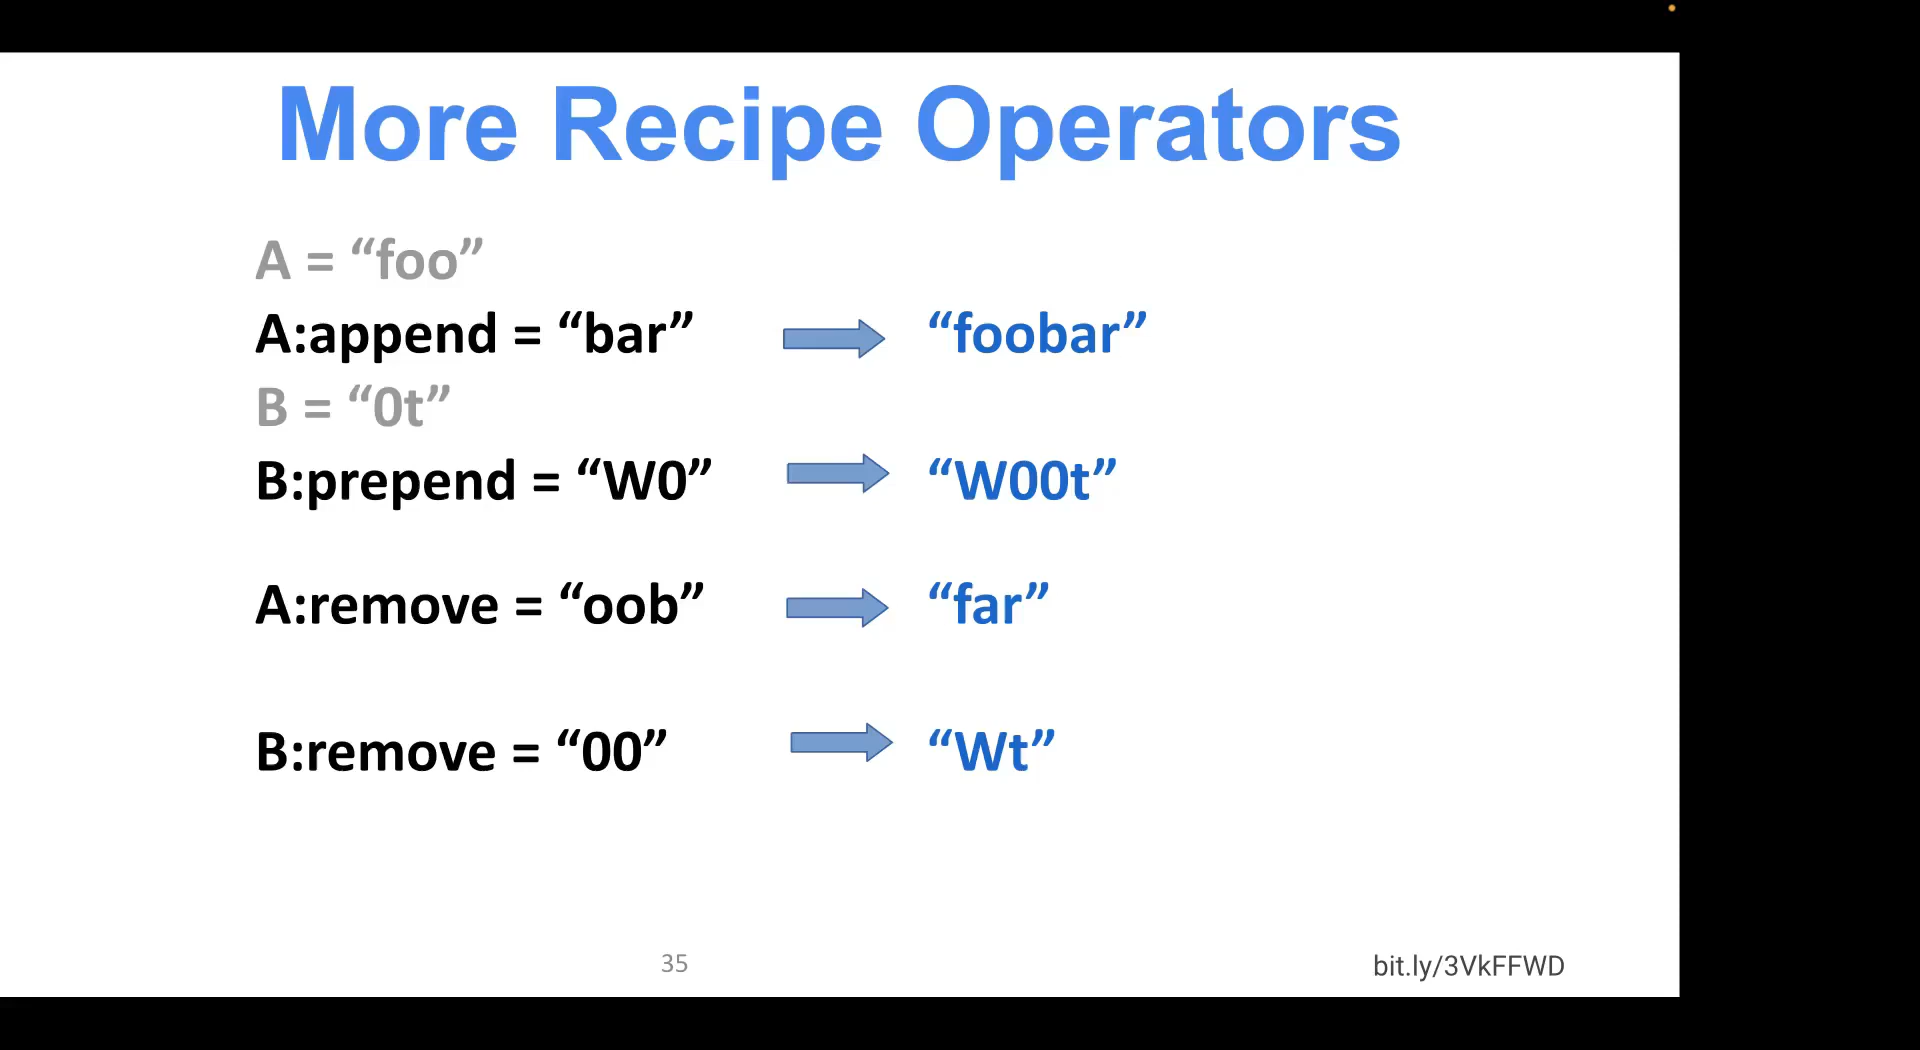 More Recipe Operators
A = “foo”
A:append = “bar” “foobar”
B = “0t”
B:prepend = “W0” “W00t”
A:remove = “oob” “far”
B:remove = “00” “Wt”
35
bit.ly/3VkFFWD